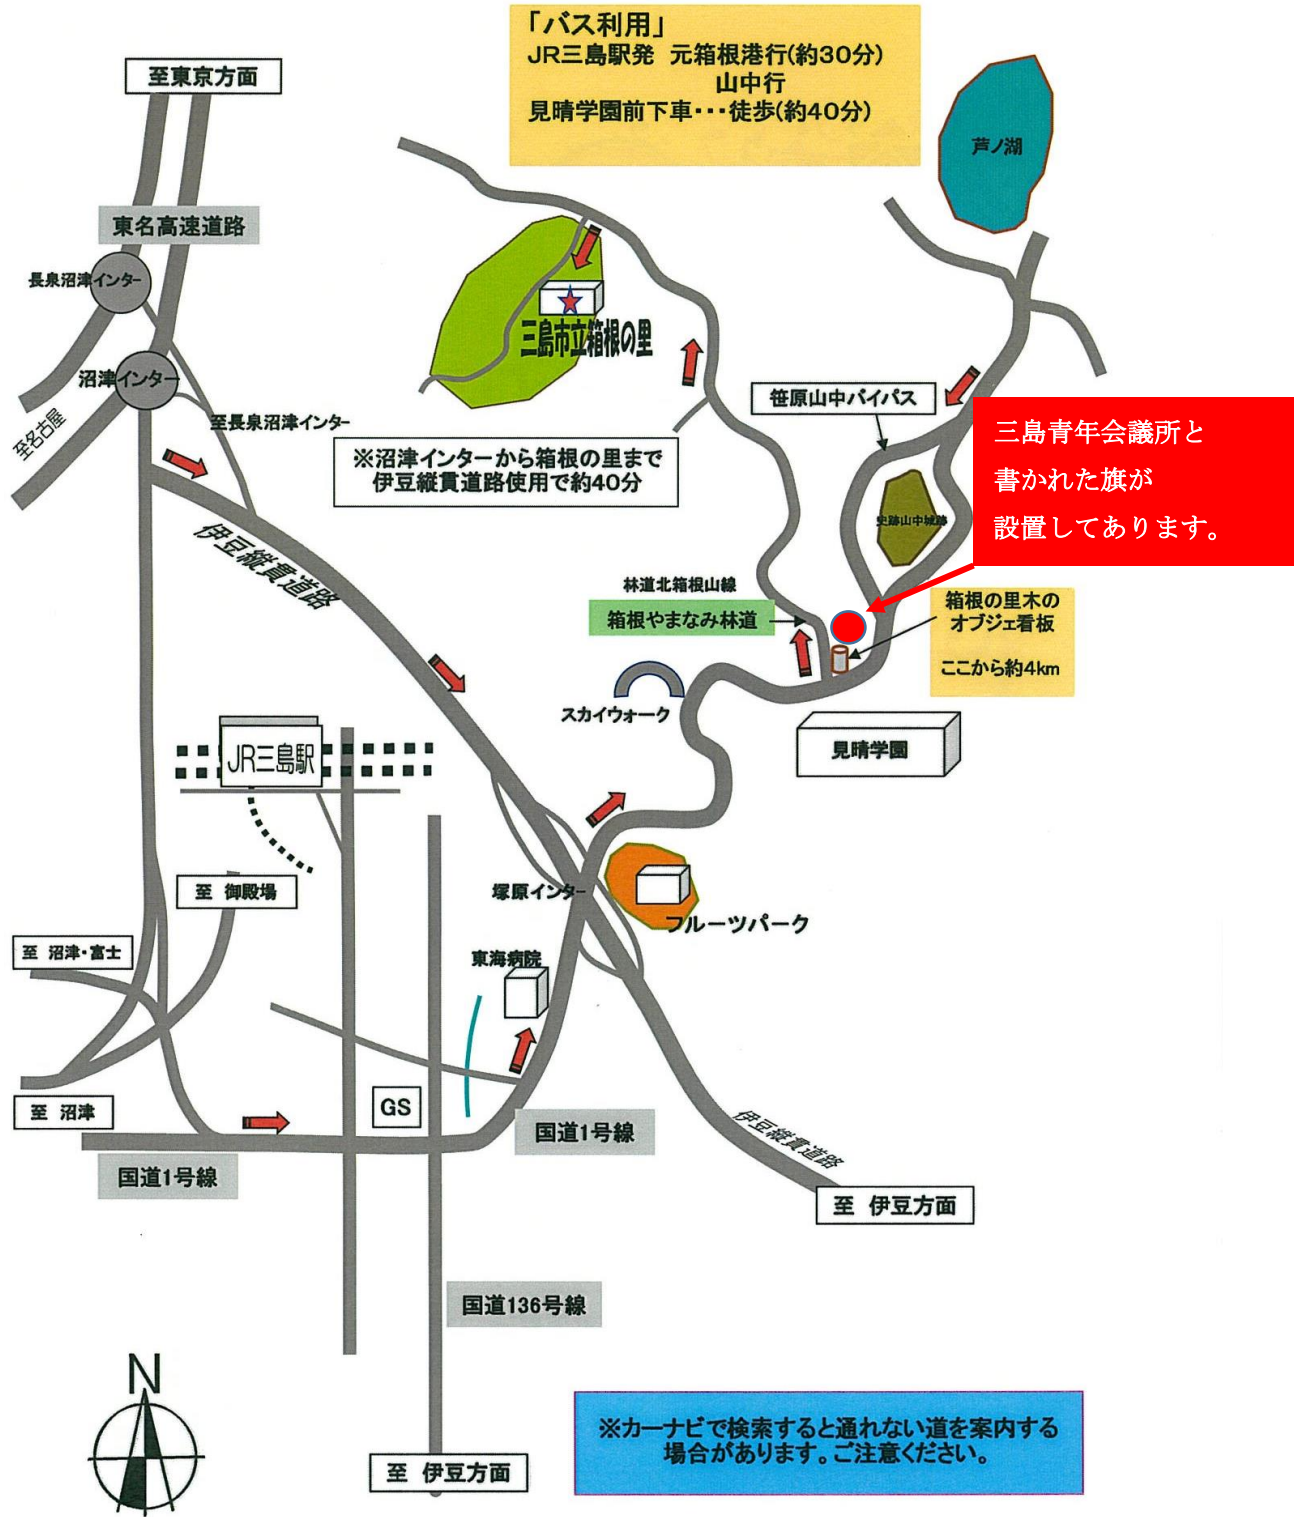 「バス利用」
JR三島駅発 元箱根港行(約30分)
山中行
見晴学園前下車・・・徒歩(約40分)
至東京方面
芦ノ湖
東名高速道路
長泉沼津インター
三島市立箱根の里
沼津インター
至名古屋
至長泉沼津インター
笹原山中バイパス
三島青年会議所と
書かれた旗が
設置してあります。
※沼津インターから箱根の里まで
伊豆縦貫道路使用で約40分
史跡山中城跡
伊豆縦貫道路
林道北箱根山線
箱根やまなみ林道
箱根の里木の
オブジェ看板
ここから約4km
スカイウォーク
見晴学園
JR三島駅
塚原インター
至 御殿場
フルーツパーク
至 沼津・富士
東海病院
至 沼津
GS
国道1号線
国道1号線
伊豆縦貫道路
至 伊豆方面
国道136号線
N
※カーナビで検索すると通れない道を案内する
場合があります。ご注意ください。
至 伊豆方面